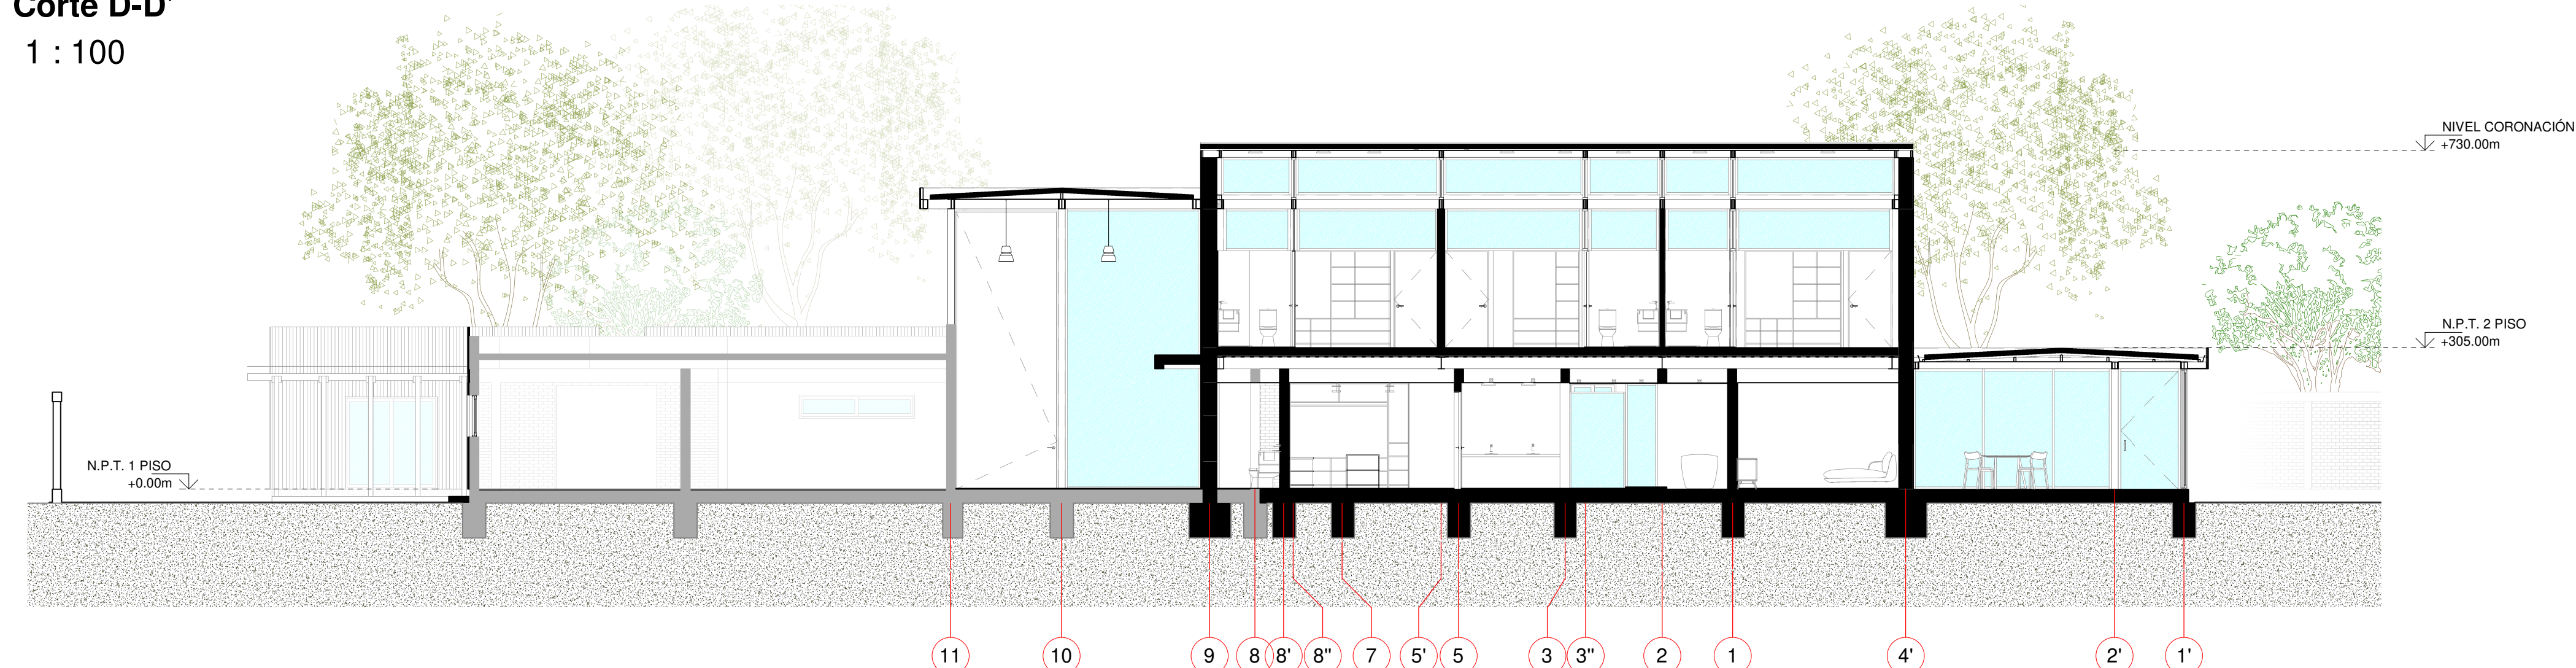 Corte D-D'
1 : 100
NIVEL CORONACIÓN
+730.00m
N.P.T. 2 PISO
+305.00m
N.P.T. 1 PISO
+0.00m
11 10 9 8 8' 8" 7 5' 5 3 3" 2 1 4' 2' 1'